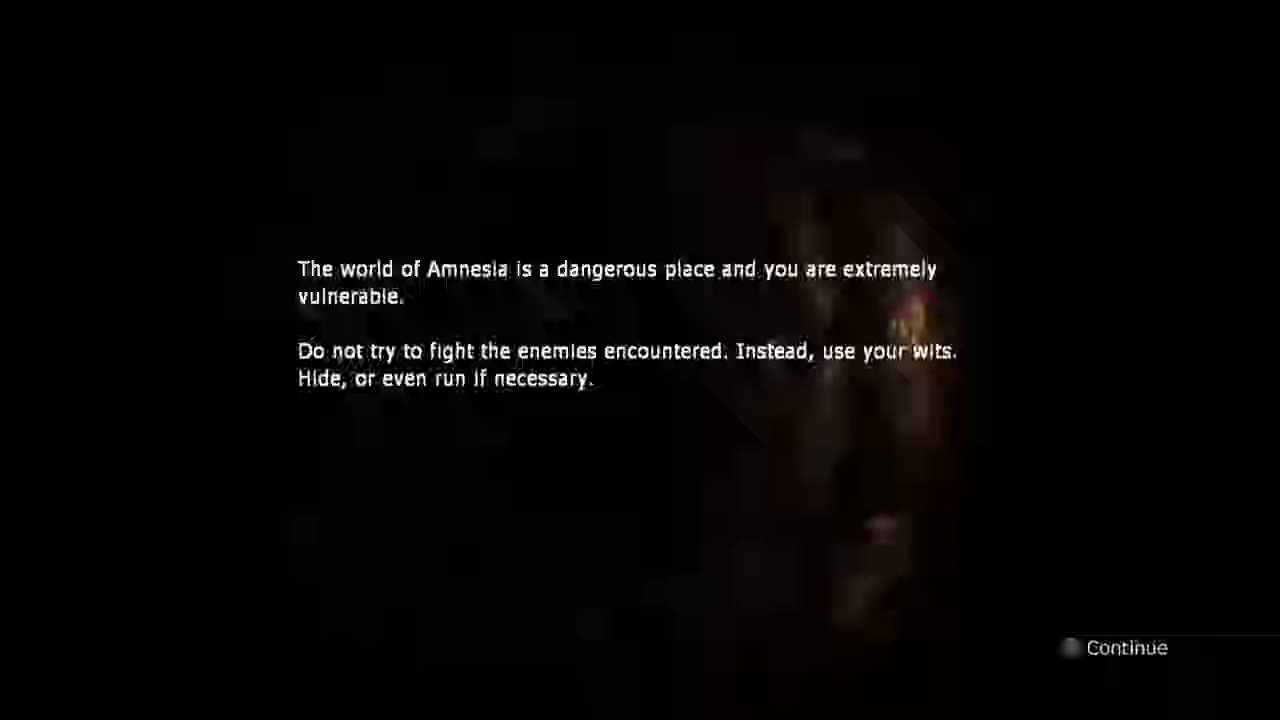 The world of Amnesia is a dangerous place and you are extremely
vulnerable.
Do not try to fight the enemies encountered. Instead, use your wits.
Hide, or even run if necessary.
Continue